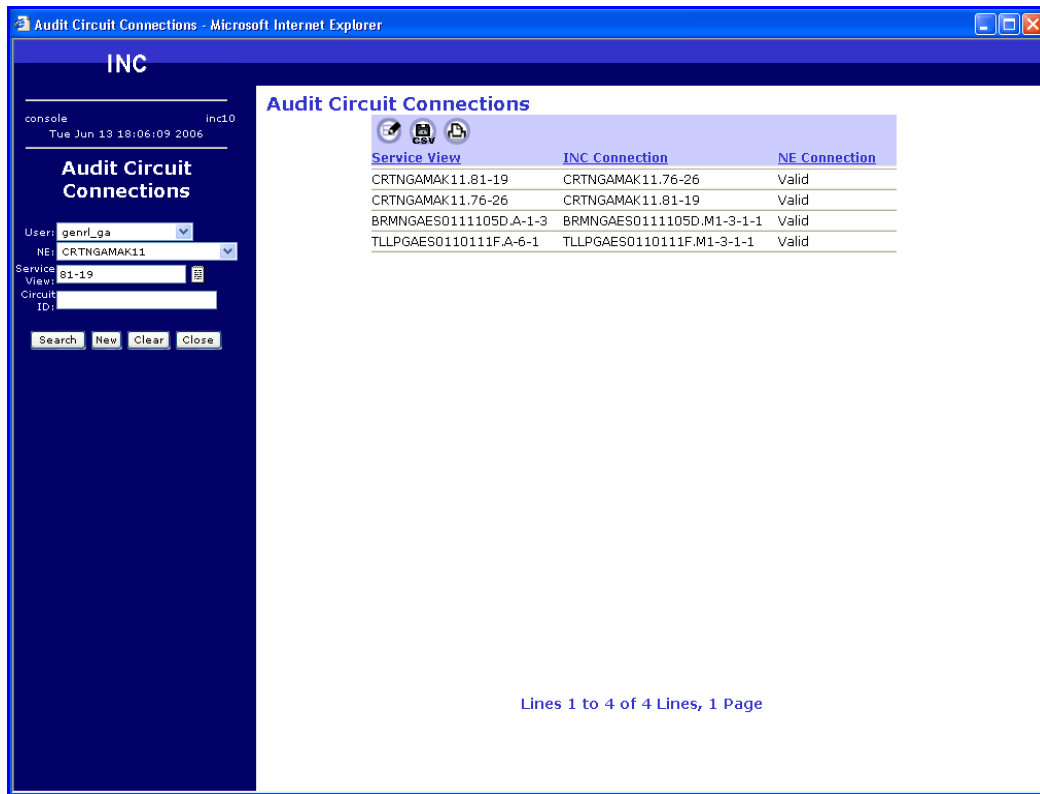 Audit Circuit Connections - Microsoft Internet Explorer
INC
console inc10
Tue Jun 13 18:06:09 2006
Audit Circuit
Connections
User: genrl_ga
NE: CRTNGAMAK11
Service
View: 81-19
Circuit
ID:
Search New Clear Close
Audit Circuit Connections
CSV
Service View INC Connection NE Connection
CRTNGAMAK11.81-19 CRTNGAMAK11.76-26 Valid
CRTNGAMAK11.76-26 CRTNGAMAK11.81-19 Valid
BRMNGAES0111105D.A-1-3 BRMNGAES0111105D.M1-3-1-1 Valid
TLLPGAES0110111F.A-6-1 TLLPGAES0110111F.M1-3-1-1 Valid
Lines 1 to 4 of 4 Lines, 1 Page